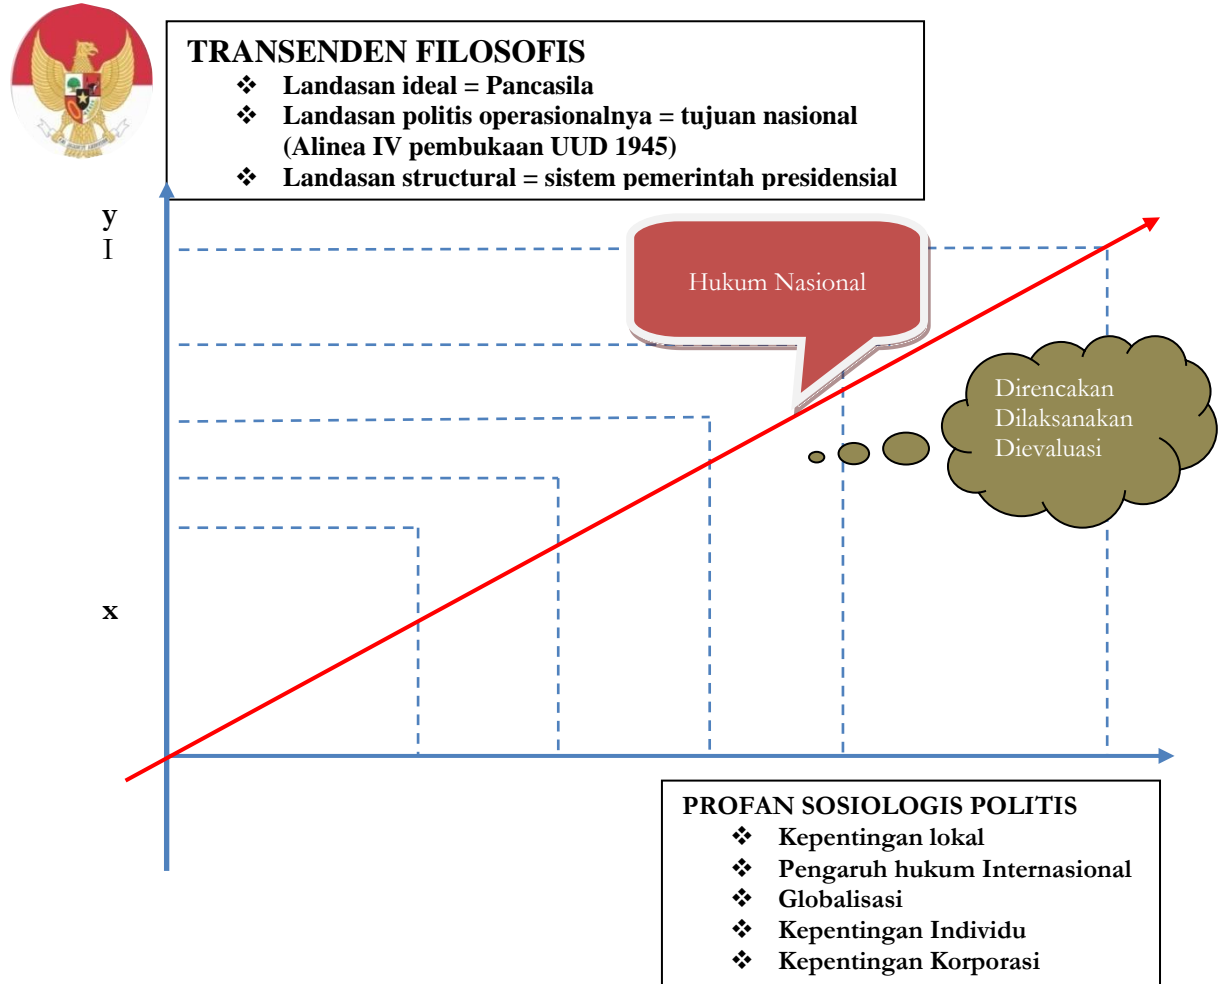 TRANSENDEN FILOSOFIS
❖ Landasan ideal = Pancasila
❖ Landasan politis operasionalnya = tujuan nasional
(Alinea IV pembukaan UUD 1945)
❖ Landasan structural = sistem pemerintah presidensial
y
I
Hukum Nasional
Direncakan
Dilaksanakan
Dievaluasi
x
PROFAN SOSIOLOGIS POLITIS
❖ Kepentingan lokal
❖ Pengaruh hukum Internasional
❖ Globalisasi
❖ Kepentingan Individu
❖ Kepentingan Korporasi